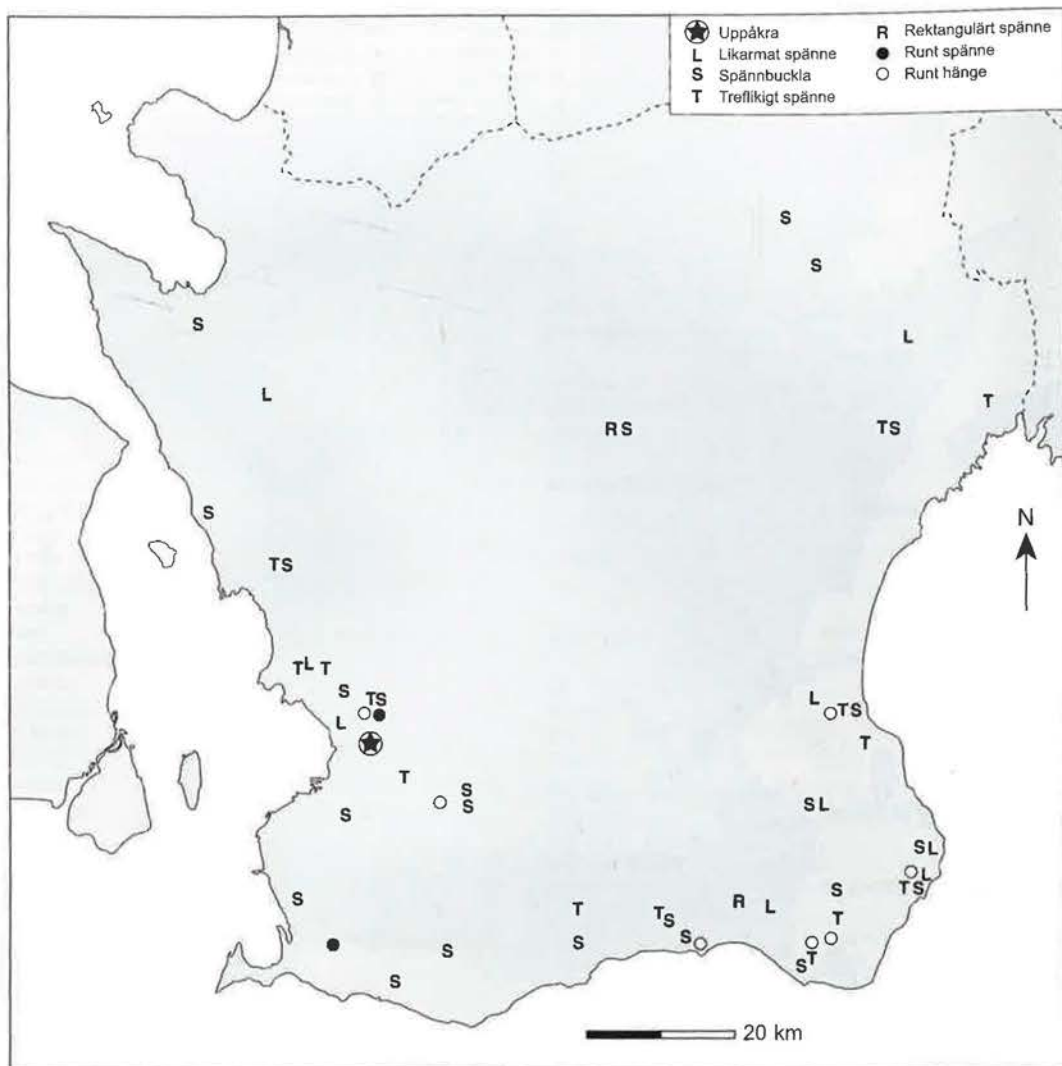 Uppåkra
L Likarmat spänne
S Spännbuckla
T Treflikigt spänne
R Rektangulärt spänne
Runt spänne
Runt hänge
S
S
S
L
L
T
R S
T S
S
N
T S
T L T
S
T S
L
L
T S
T
T
S
S
S
S L
S L
L
T S
S
S
T
R
L
T S
T
S
S
S
T
S
S
20 km